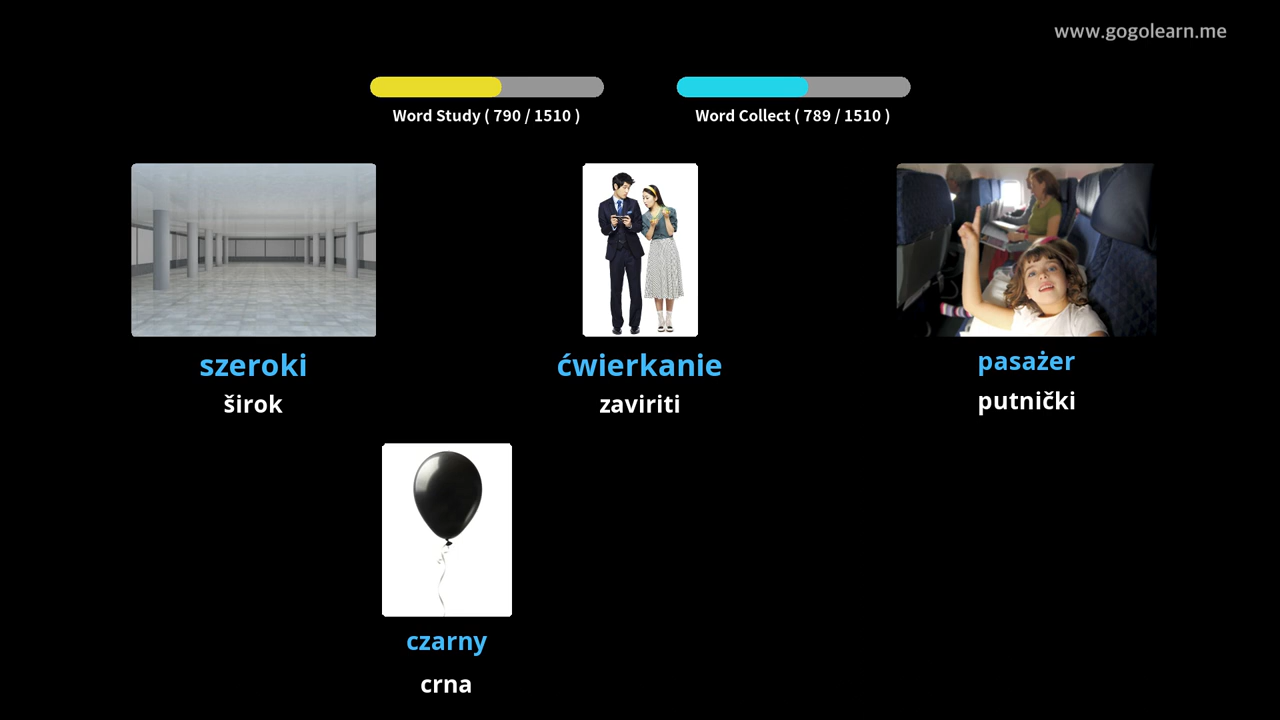 www.gogolearn.me
Word Study ( 790 / 1510 )
Word Collect ( 789 / 1510 )
szeroki
širok
ćwierkanie
zaviriti
pasażer
putnički
czarny
crna